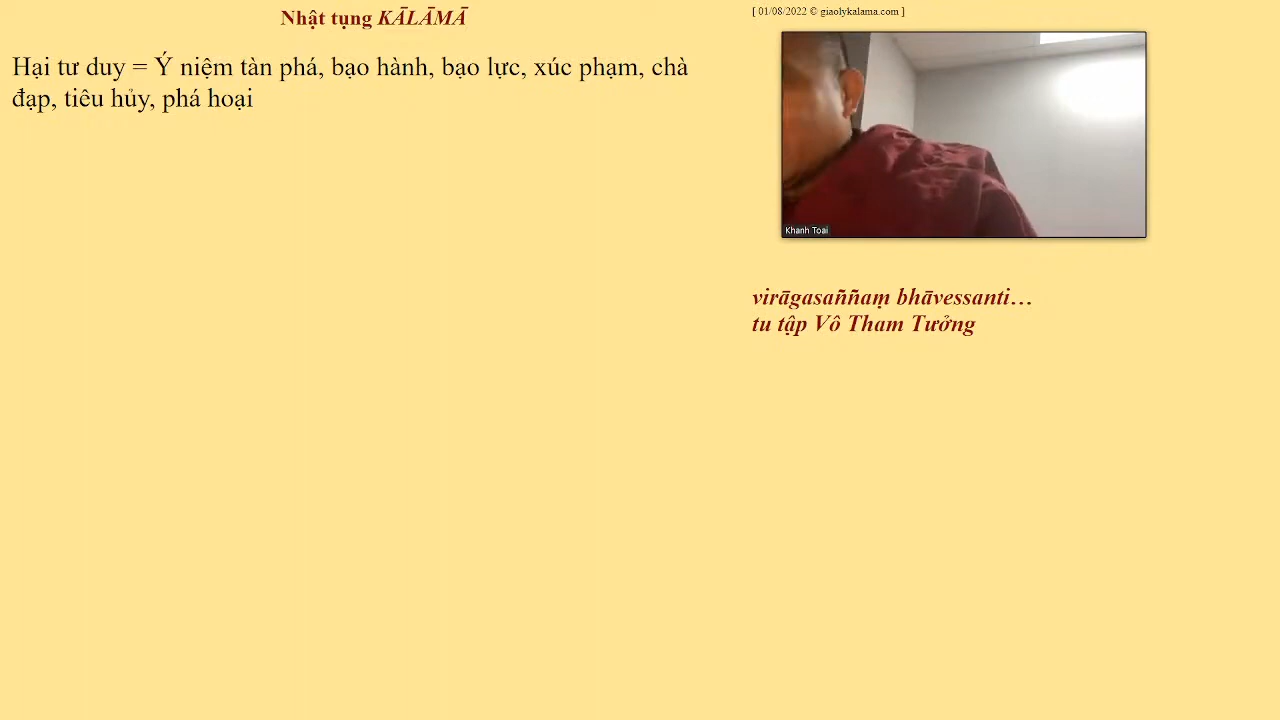 Nhật tụng KĀLĀMĀ
Hại tư duy = Ý niệm tàn phá, bạo hành, bạo lực, xúc phạm, chà
đạp, tiêu hủy, phá hoại
[ 01/08/2022 © giaolykalama.com ]
Khanh Toai
virāgasaññaṃ bhāvessanti…
tu tập Vô Tham Tưởng